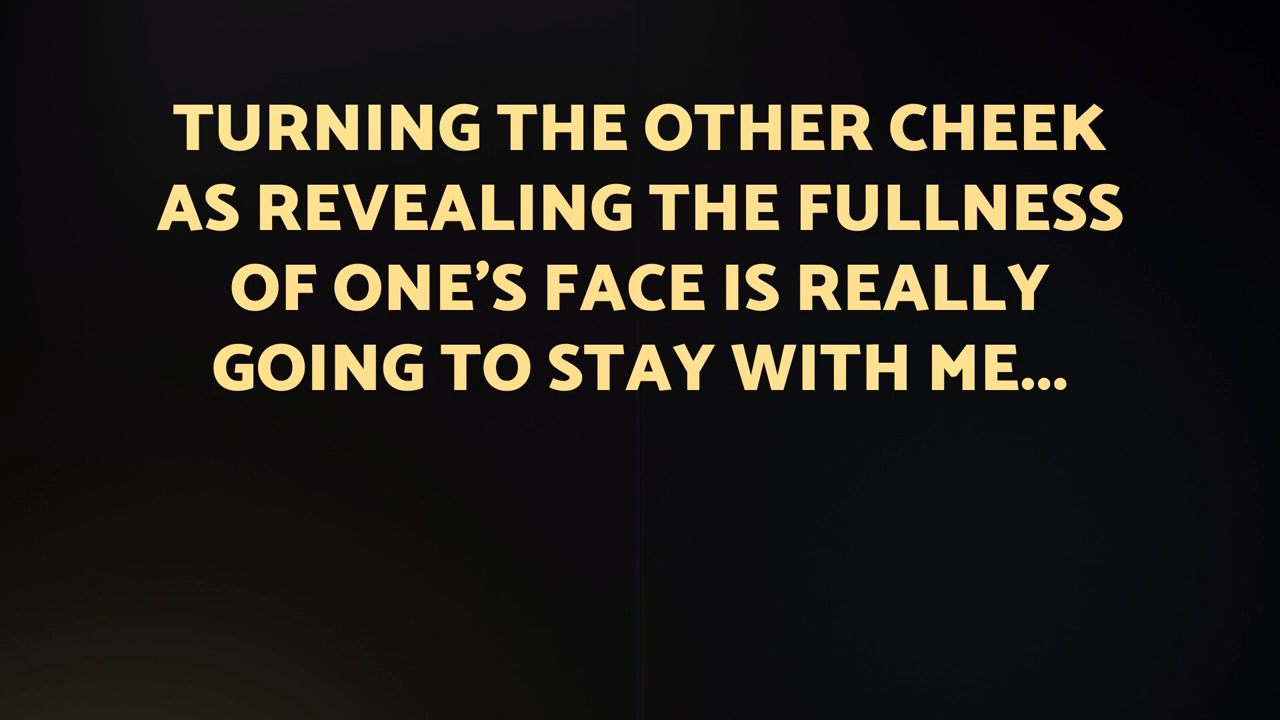 TURNING THE OTHER CHEEK
AS REVEALING THE FULLNESS
OF ONE’S FACE IS REALLY
GOING TO STAY WITH ME...